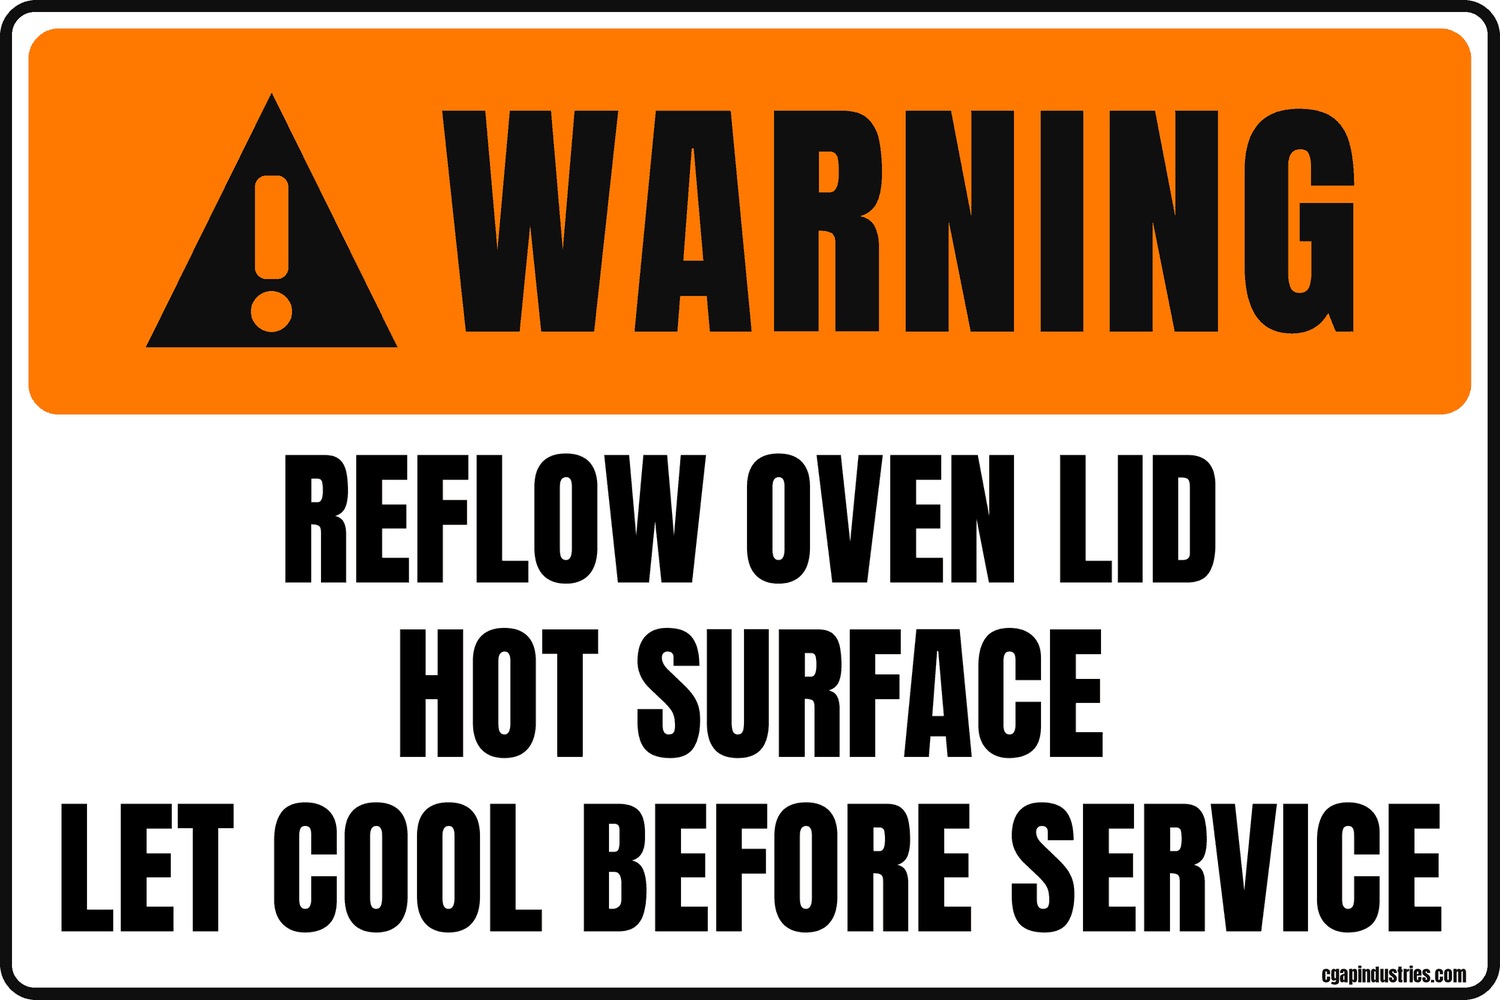 WARNING
REFLOW OVEN LID
HOT SURFACE
LET COOL BEFORE SERVICE
cgapindustries.com